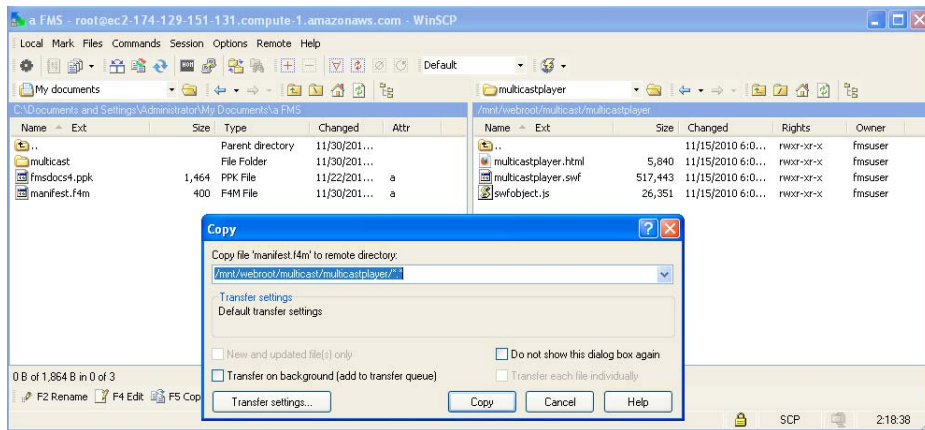 a FMS - root@ec2-174-129-151-131.compute-1.amazonaws.com - WinSCP
Local Mark Files Commands Session Options Remote Help
Default
My documents multicastplayer
C:\Documents and Settings\Administrator\My Documents\a FMS /mnt/webroot/multicast/multicastplayer
Name Ext Size Type Changed Attr Name Ext Size Changed Rights Owner
.. Parent directory 11/30/201... .. 11/15/2010 6:0... rwxr-xr-x fmsuser
multicast File Folder 11/30/201... multicastplayer.html 5,840 11/15/2010 6:0... rwxr-xr-x fmsuser
fmsdocs4.ppk 1,464 PPK File 11/22/201... a multicastplayer.swf 517,443 11/15/2010 6:0... rwxr-xr-x fmsuser
manifest.f4m 400 F4M File 11/30/201... a swfobject.js 26,351 11/15/2010 6:0... rwxr-xr-x fmsuser
Copy
Copy file 'manifest.f4m' to remote directory:
/mnt/webroot/multicast/multicastplayer/*.*
Transfer settings
Default transfer settings
New and updated file(s) only Do not show this dialog box again
Transfer on background (add to transfer queue) Transfer each file individually
Transfer settings... Copy Cancel Help
0 B of 1,864 B in 0 of 3
F2 Rename F4 Edit F5 Cop
SCP 2:18:38